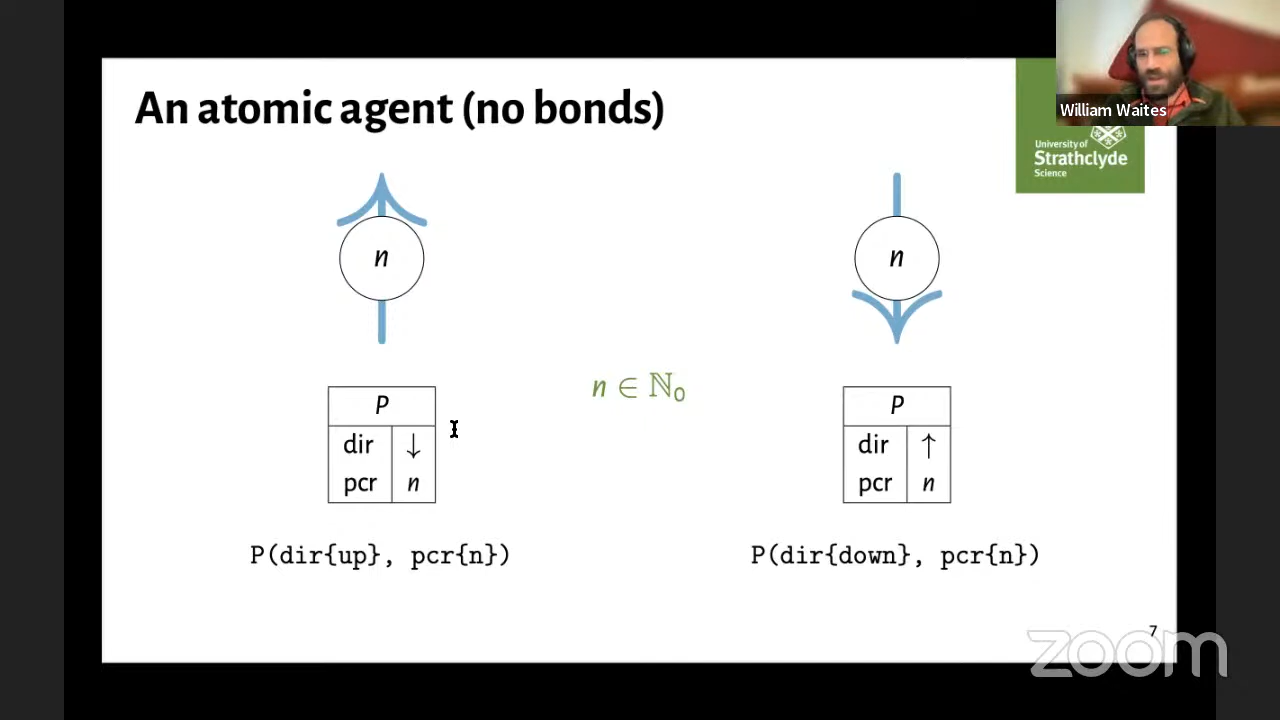 An atomic agent (no bonds)
William Waites
University of
Strathclyde
Science
n
n
n ∈ ℕ₀
P
dir ↓
pcr n
P
dir ↑
pcr n
P(dir{up}, pcr{n})
P(dir{down}, pcr{n})
7
zoom